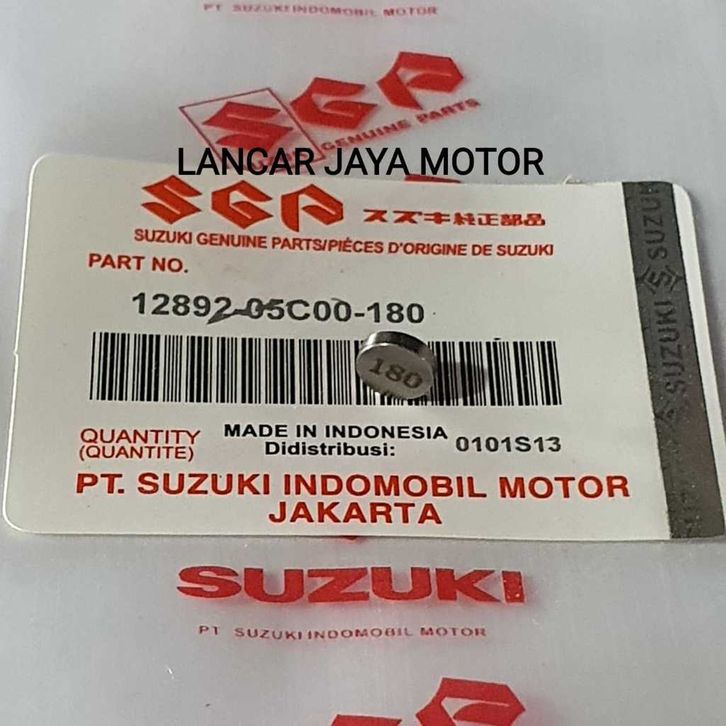 PT SUZUKI INDOMOBIL MOTOR
SGP
GENUINE PARTS
LANCAR JAYA MOTOR
SGP スズキ純正部品
SUZUKI GENUINE PARTS/PIÈCES D'ORIGINE DE SUZUKI
PART NO.
12892-05C00-180
180
QUANTITY
(QUANTITE)
MADE IN INDONESIA
Didistribusi:
0101S13
PT. SUZUKI INDOMOBIL MOTOR
JAKARTA
SUZUKI
SUZUKI
SUZUKI
PT SUZUKI INDOMOBIL MOTOR
SGP